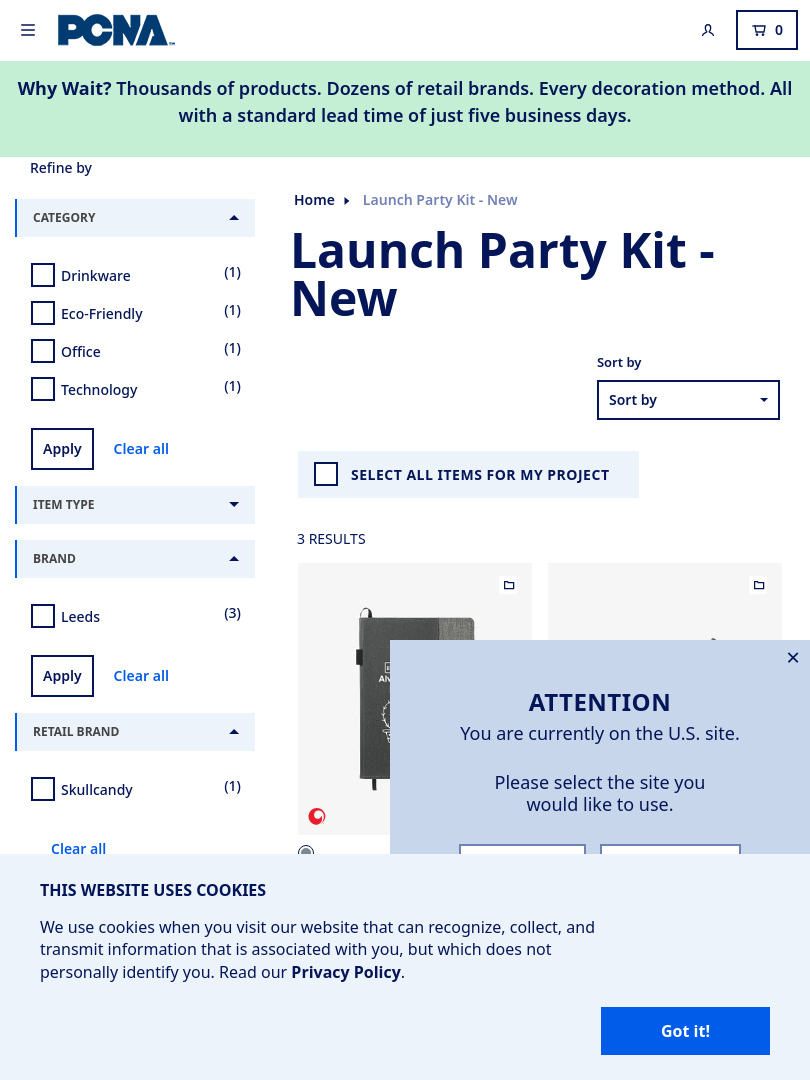 PCNA
0
Why Wait? Thousands of products. Dozens of retail brands. Every decoration method. All
with a standard lead time of just five business days.
Refine by
CATEGORY
Drinkware (1)
Eco-Friendly (1)
Office (1)
Technology (1)
Apply Clear all
ITEM TYPE
BRAND
Leeds (3)
Apply Clear all
RETAIL BRAND
Skullcandy (1)
Clear all
Home Launch Party Kit - New
Launch Party Kit -
New
Sort by
Sort by
SELECT ALL ITEMS FOR MY PROJECT
3 RESULTS
ATTENTION
You are currently on the U.S. site.
Please select the site you
would like to use.
THIS WEBSITE USES COOKIES
We use cookies when you visit our website that can recognize, collect, and
transmit information that is associated with you, but which does not
personally identify you. Read our Privacy Policy.
Got it!